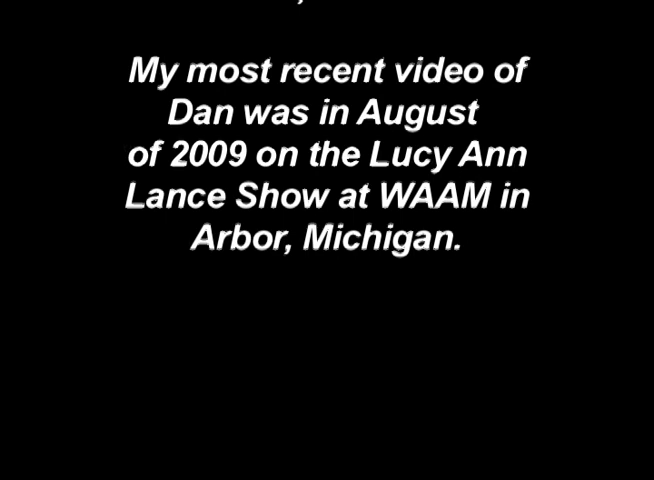 My most recent video of
Dan was in August
of 2009 on the Lucy Ann
Lance Show at WAAM in
Arbor, Michigan.